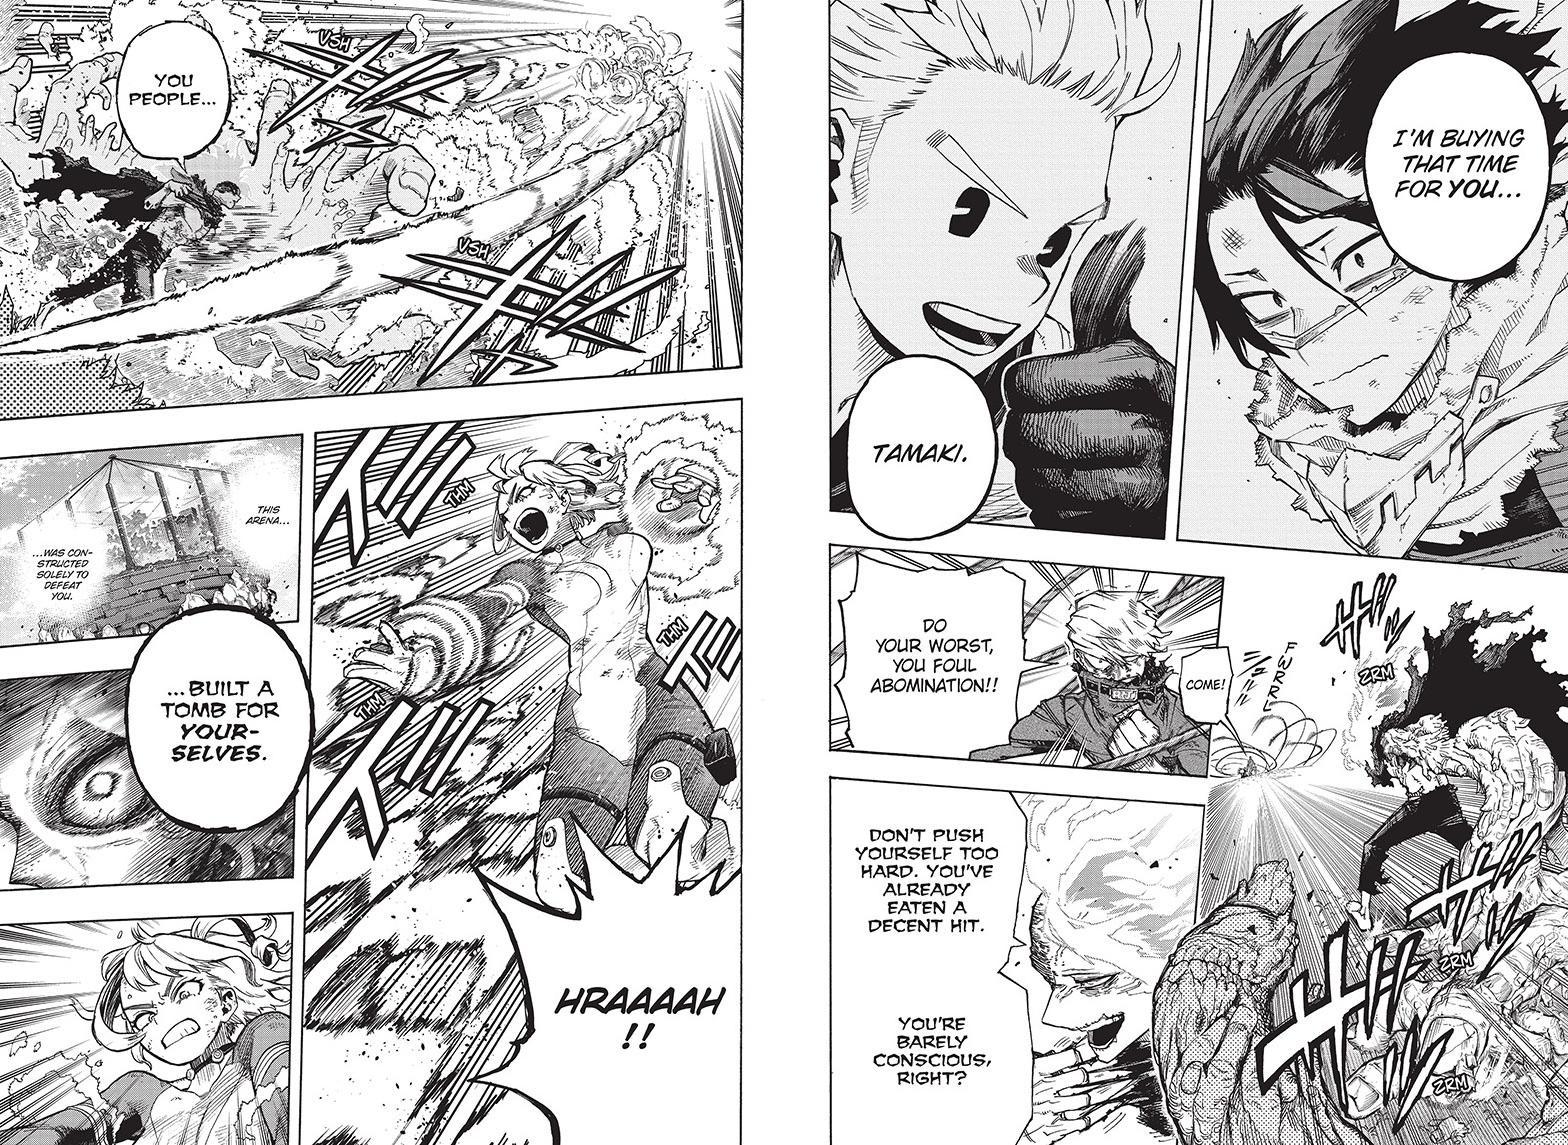 I'M BUYING
THAT TIME
FOR YOU...
TAMAKI.
ZRM
FWRRL
ZRM
ZRM
COME!
DO
YOUR WORST,
YOU FOUL
ABOMINATION!!
DON'T PUSH
YOURSELF TOO
HARD. YOU'VE
ALREADY
EATEN A
DECENT HIT.
YOU'RE
BARELY
CONSCIOUS,
RIGHT?
VSH
YOU
PEOPLE...
VSH
THM
THM
THM
HRAAAAH
!!
THIS
ARENA...
...WAS CON-
STRUCTED
SOLELY TO
DEFEAT
YOU.
...BUILT A
TOMB FOR
YOUR-
SELVES.